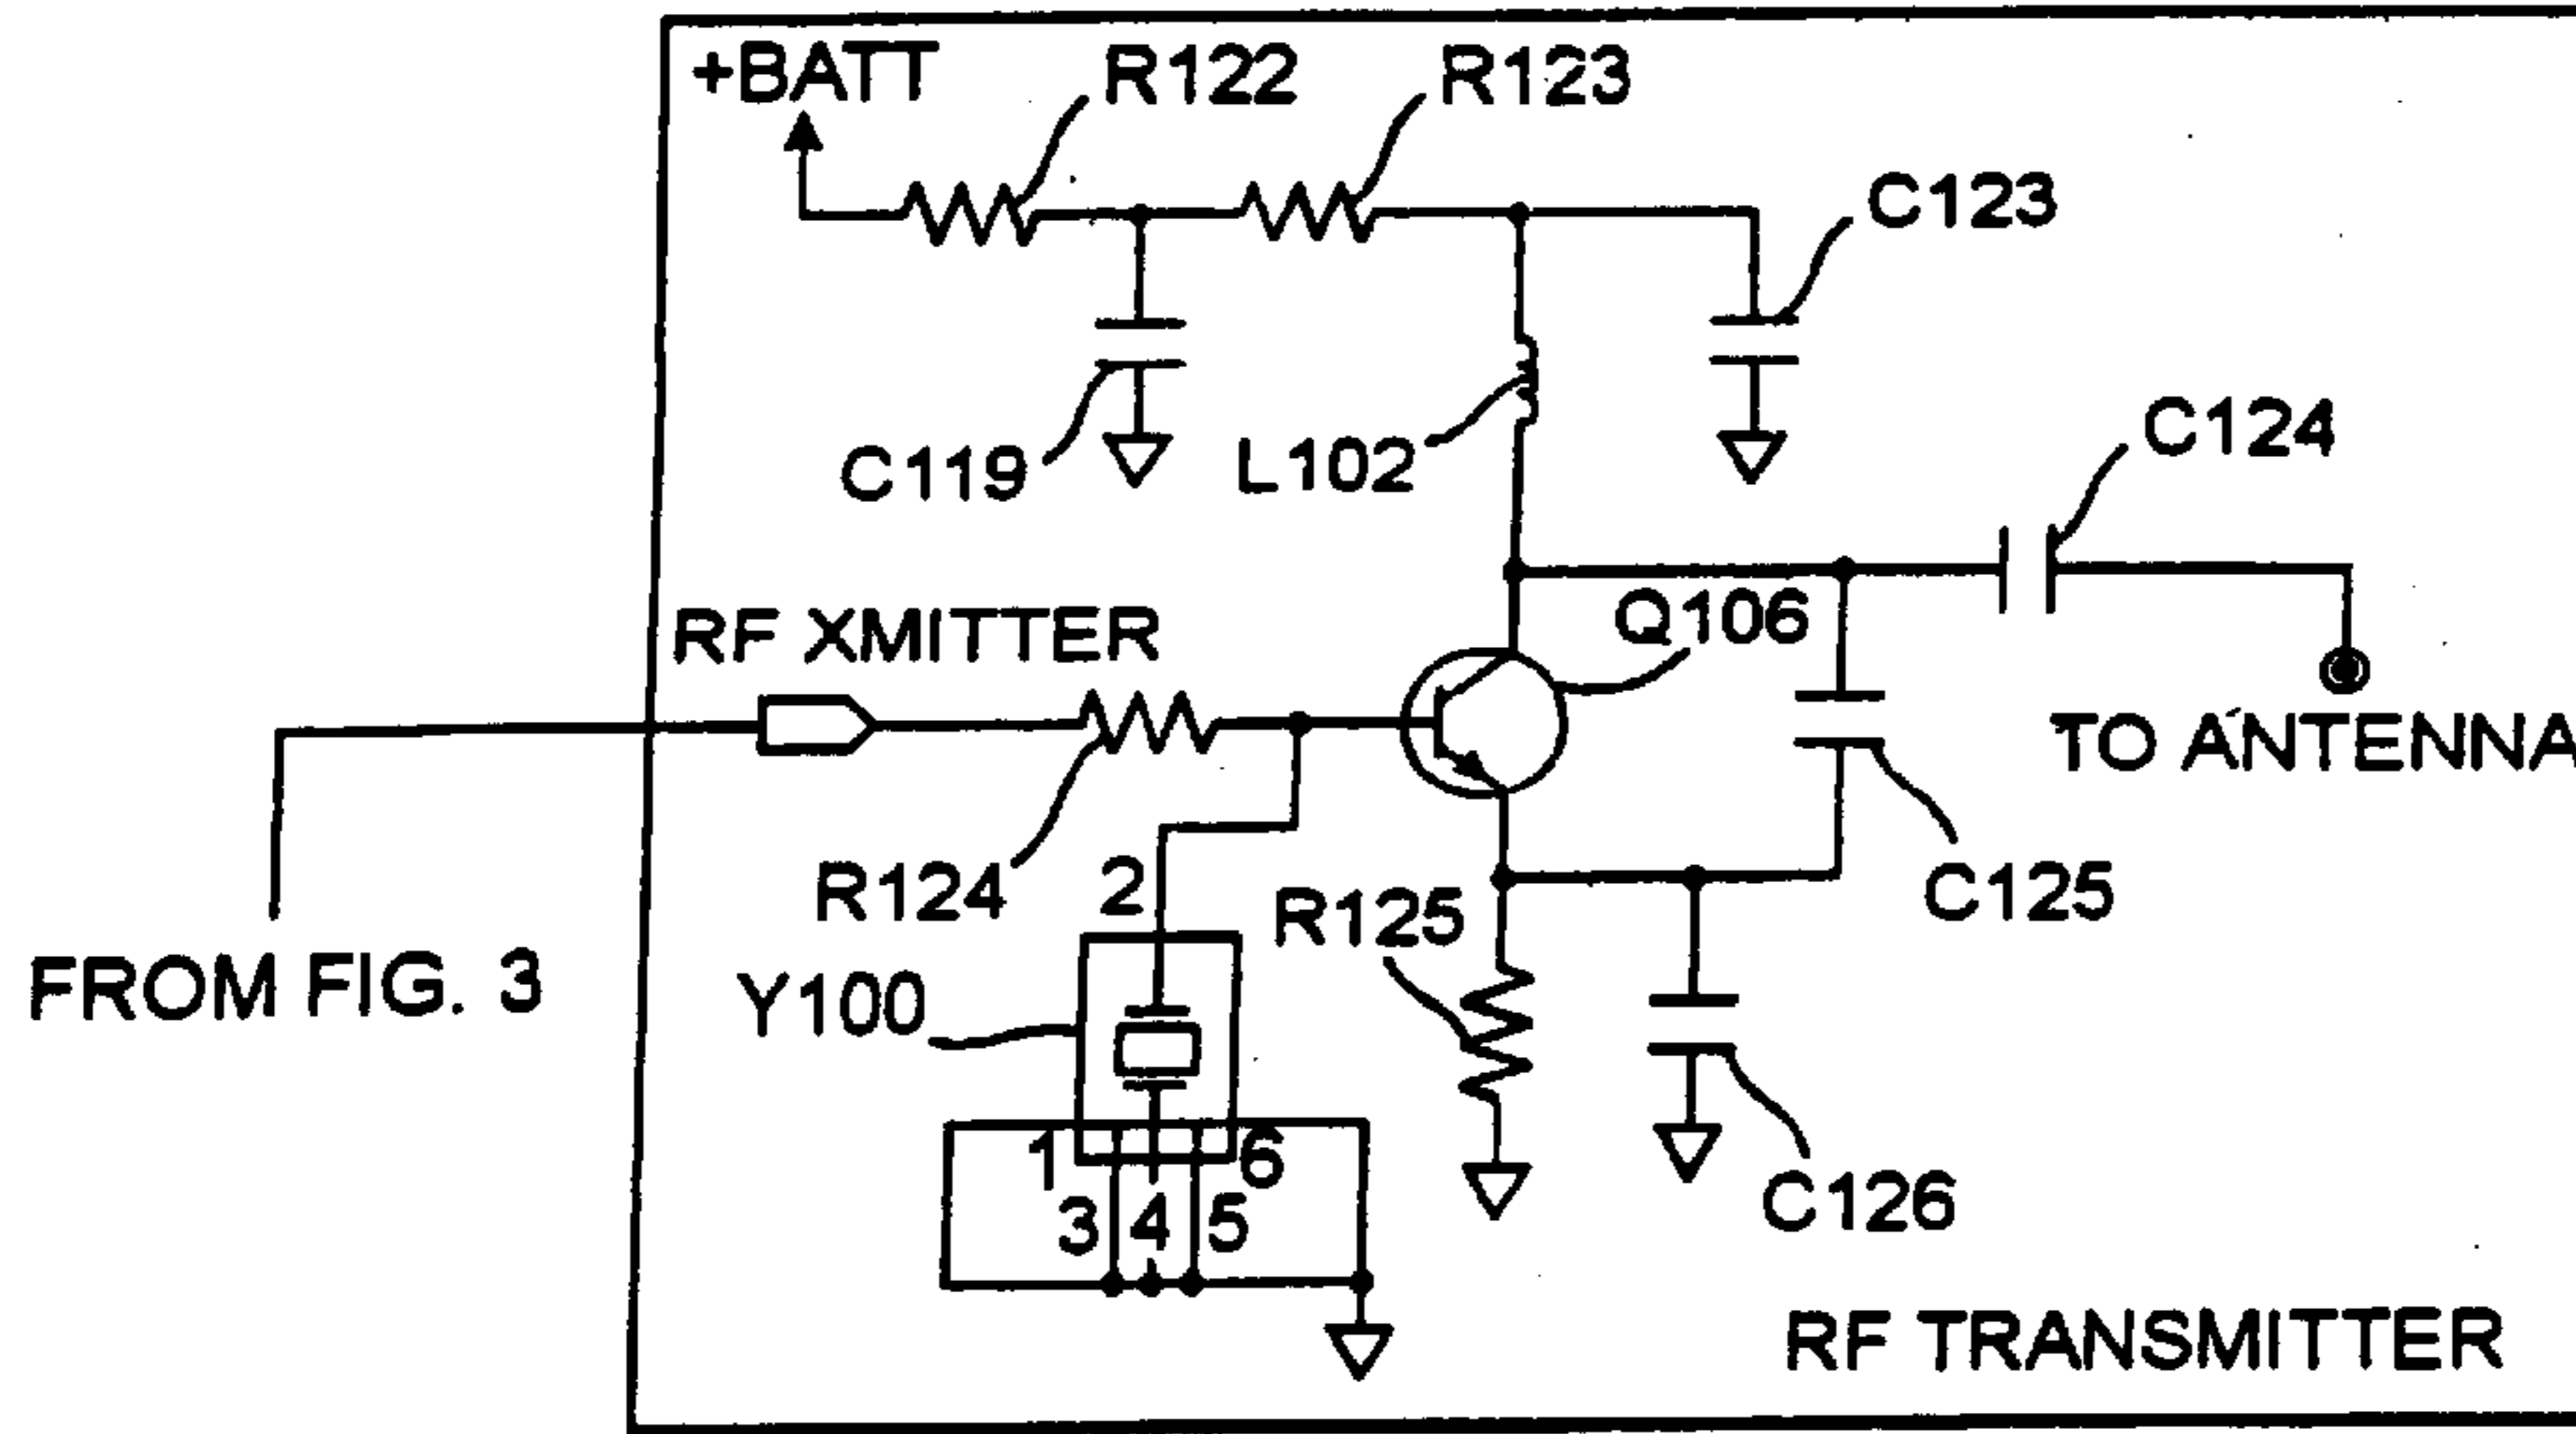 +BATT
R122
R123
C123
C119
L102
C124
RF XMITTER
Q106
TO ANTENNA
R124
2
R125
C125
FROM FIG. 3
Y100
1
6
3
4
5
C126
RF TRANSMITTER